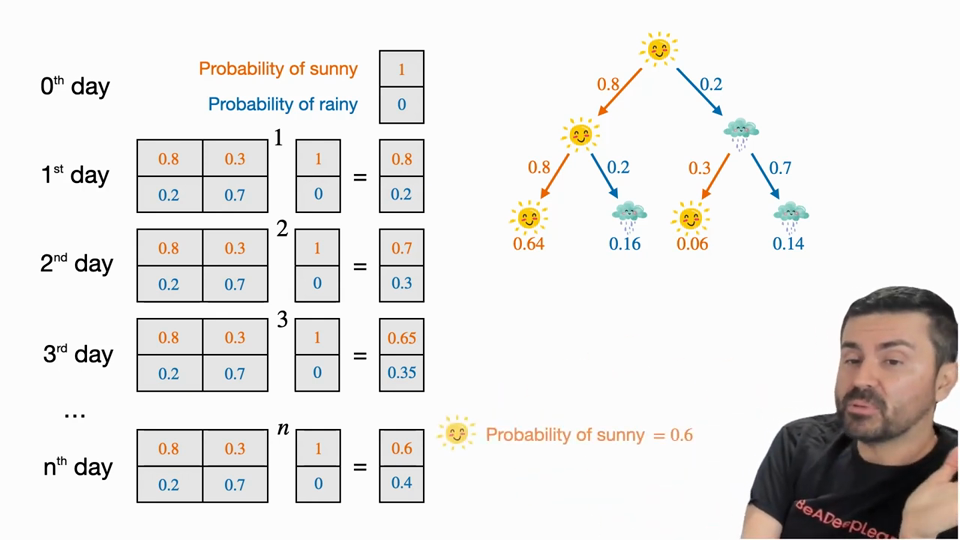 Probability of sunny 1
0th day
Probability of rainy 0
1st day
0.8 0.3 1 1 = 0.8
0.2 0.7 0 0.2
2nd day
0.8 0.3 2 1 = 0.7
0.2 0.7 0 0.3
3rd day
0.8 0.3 3 1 = 0.65
0.2 0.7 0 0.35
...
nth day
0.8 0.3 n 1 = 0.6
0.2 0.7 0 0.4
0.8 0.2
0.8 0.2 0.3 0.7
0.64 0.16 0.06 0.14
Probability of sunny = 0.6